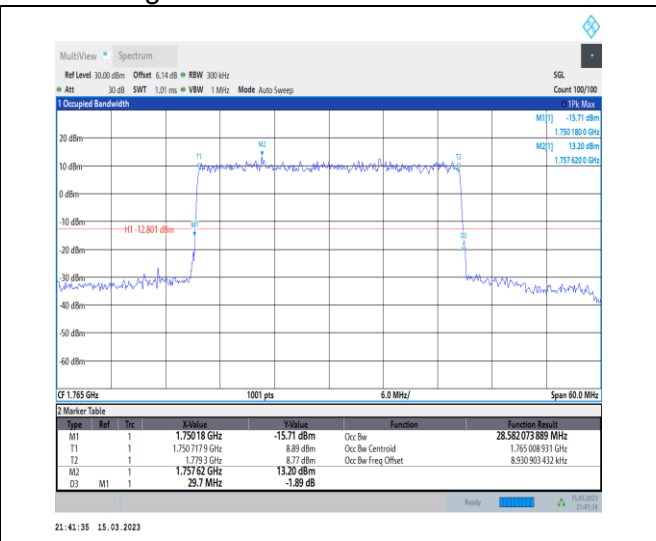 MultiView Spectrum
Ref Level 30.00 dBm Offset 6.14 dB RBW 300 kHz SGL
Att 30 dB SWT 1.01 ms VBW 1 MHz Mode Auto Sweep Count 100/100
1 Occupied Bandwidth 1Pk Max
M1[1] -15.71 dBm
1.750 180 0 GHz
M2[1] 13.20 dBm
1.757 620 0 GHz
20 dBm
M2
T1 T2
10 dBm
0 dBm
-10 dBm
H1 -12.801 dBm M1
D3
-20 dBm
-30 dBm
-40 dBm
-50 dBm
-60 dBm
CF 1.765 GHz 1001 pts 6.0 MHz/ Span 60.0 MHz
2 Marker Table
Type Ref Trc X-Value Y-Value Function Function Result
M1 1 1.75018 GHz -15.71 dBm Occ Bw 28.582 073 889 MHz
T1 1 1.750 717 9 GHz 8.89 dBm Occ Bw Centroid 1.765 008 931 GHz
T2 1 1.779 3 GHz 8.77 dBm Occ Bw Freq Offset 8.930 903 432 kHz
M2 1 1.75762 GHz 13.20 dBm
D3 M1 1 29.7 MHz -1.89 dB
Ready 15.03.2023
21:41:34
21:41:35 15.03.2023